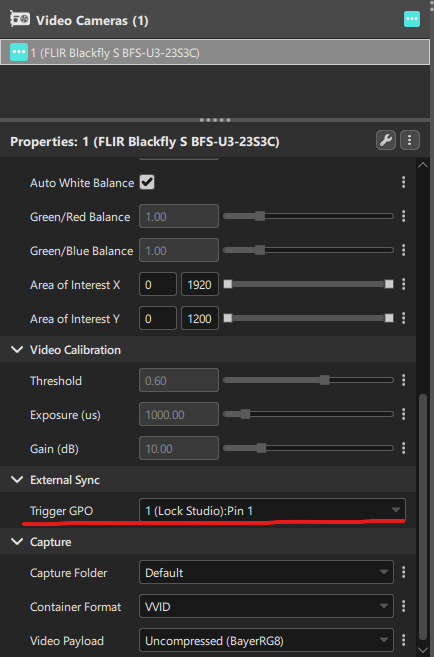 Video Cameras (1)
1 (FLIR Blackfly S BFS-U3-23S3C)
Properties: 1 (FLIR Blackfly S BFS-U3-23S3C)
Auto White Balance
Green/Red Balance 1.00
Green/Blue Balance 1.00
Area of Interest X 0 1920
Area of Interest Y 0 1200
Video Calibration
Threshold 0.60
Exposure (us) 1000.00
Gain (dB) 10.00
External Sync
Trigger GPO 1 (Lock Studio):Pin 1
Capture
Capture Folder Default
Container Format VVID
Video Payload Uncompressed (BayerRG8)